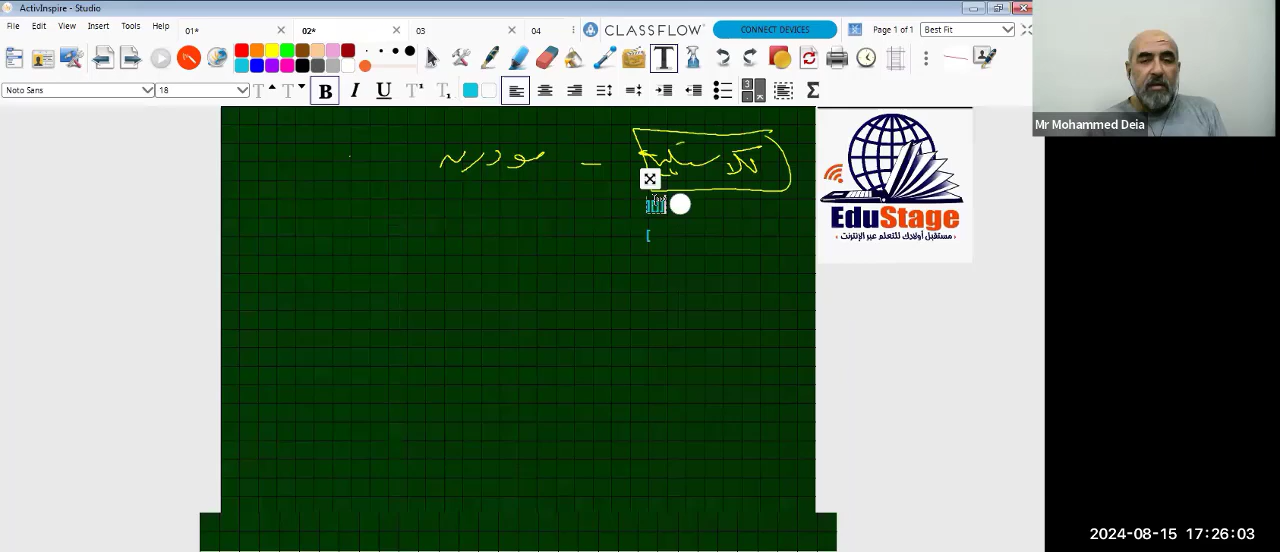 ActivInspire - Studio
File Edit View Insert Tools Help
01* 02* 03 04 CLASSFLOW CONNECT DEVICES Page 1 of 1 Best Fit
Noto Sans 18
Mr Mohammed Deia
كلاسيكية - مودرن
EduStage
مستقبل أولادك للتعلم عبر الإنترنت
2024-08-15 17:26:03